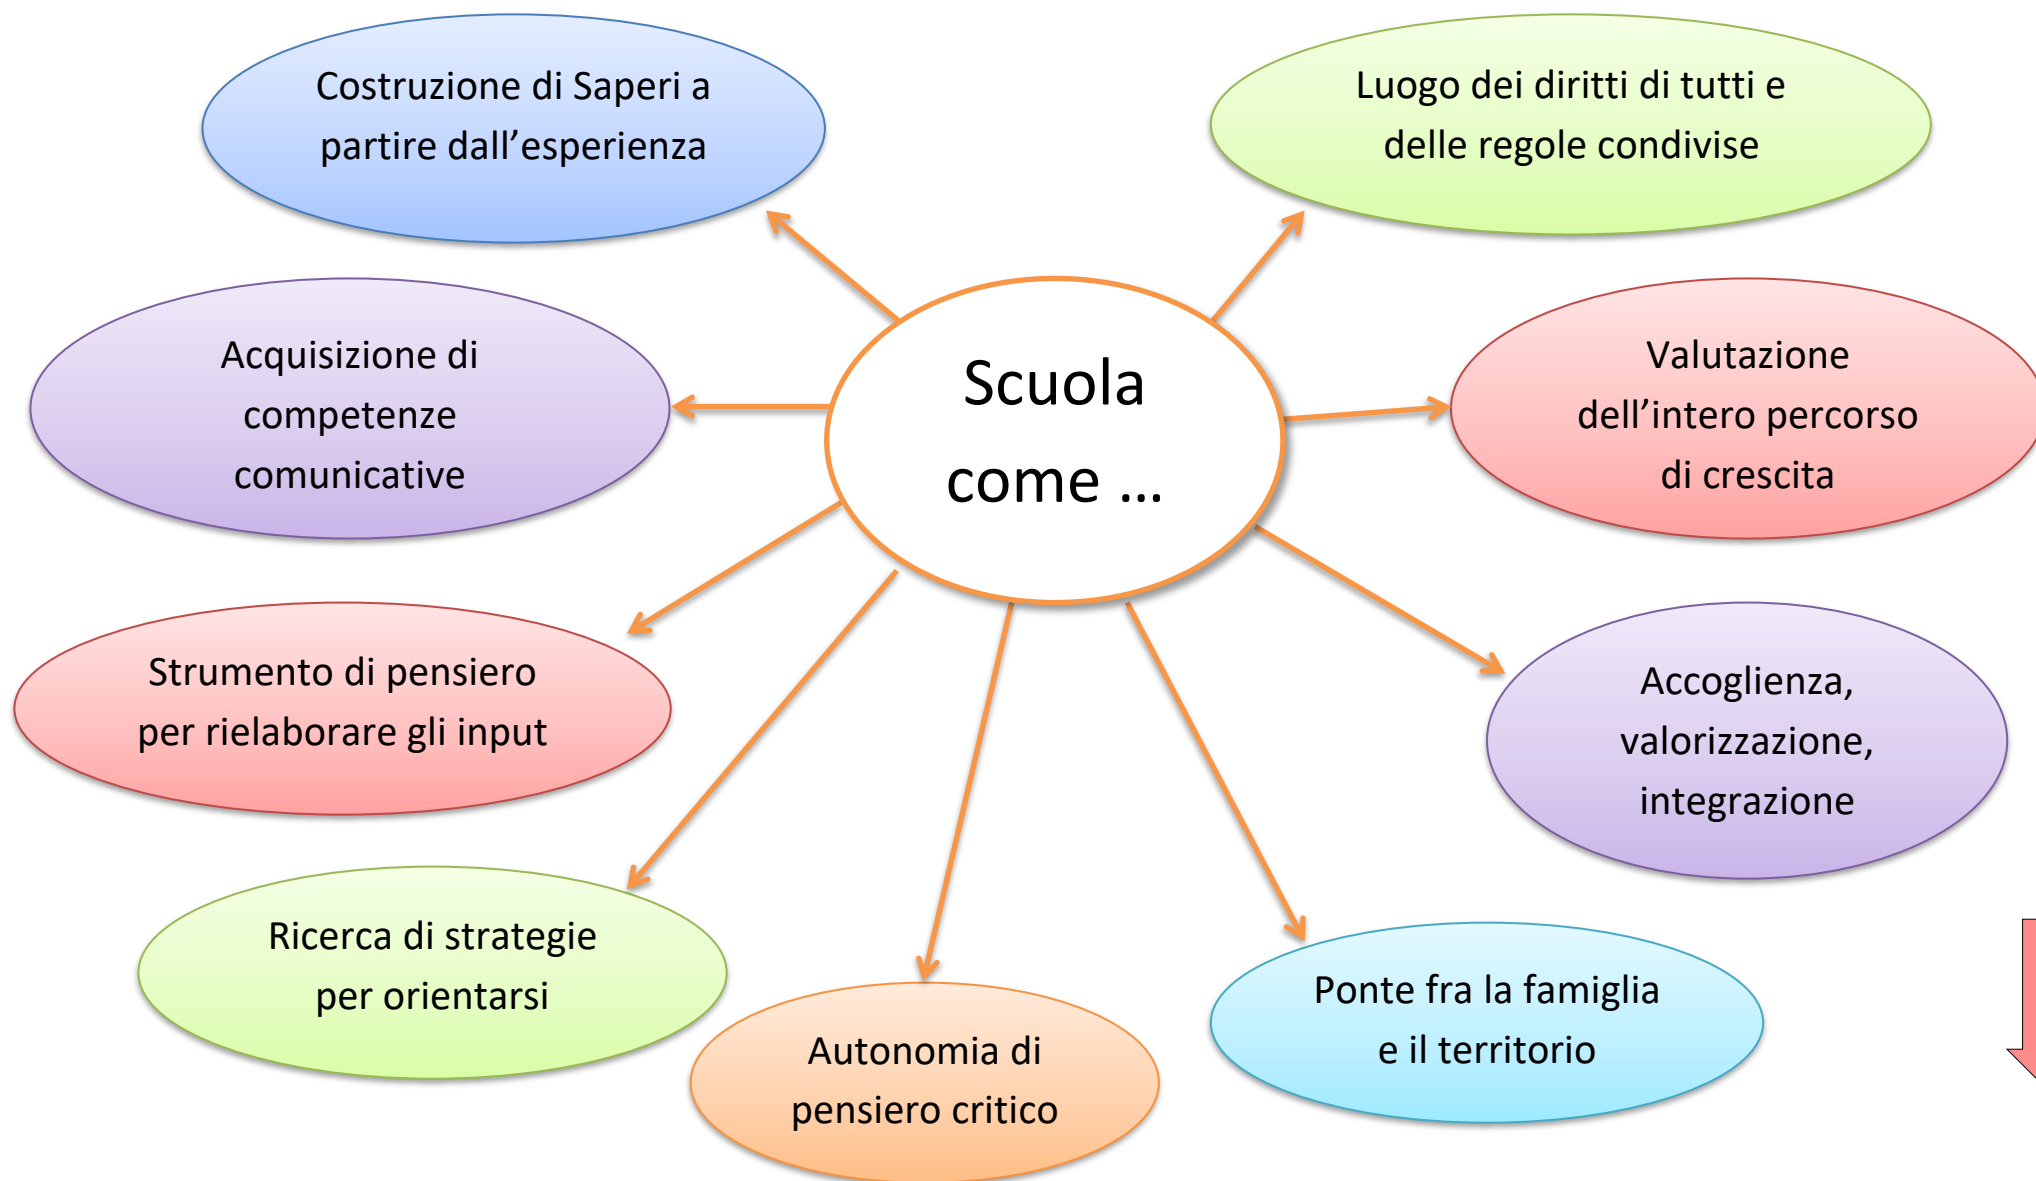 Costruzione di Saperi a
partire dall’esperienza
Luogo dei diritti di tutti e
delle regole condivise
Acquisizione di
competenze
comunicative
Scuola
come …
Valutazione
dell’intero percorso
di crescita
Strumento di pensiero
per rielaborare gli input
Accoglienza,
valorizzazione,
integrazione
Ricerca di strategie
per orientarsi
Autonomia di
pensiero critico
Ponte fra la famiglia
e il territorio